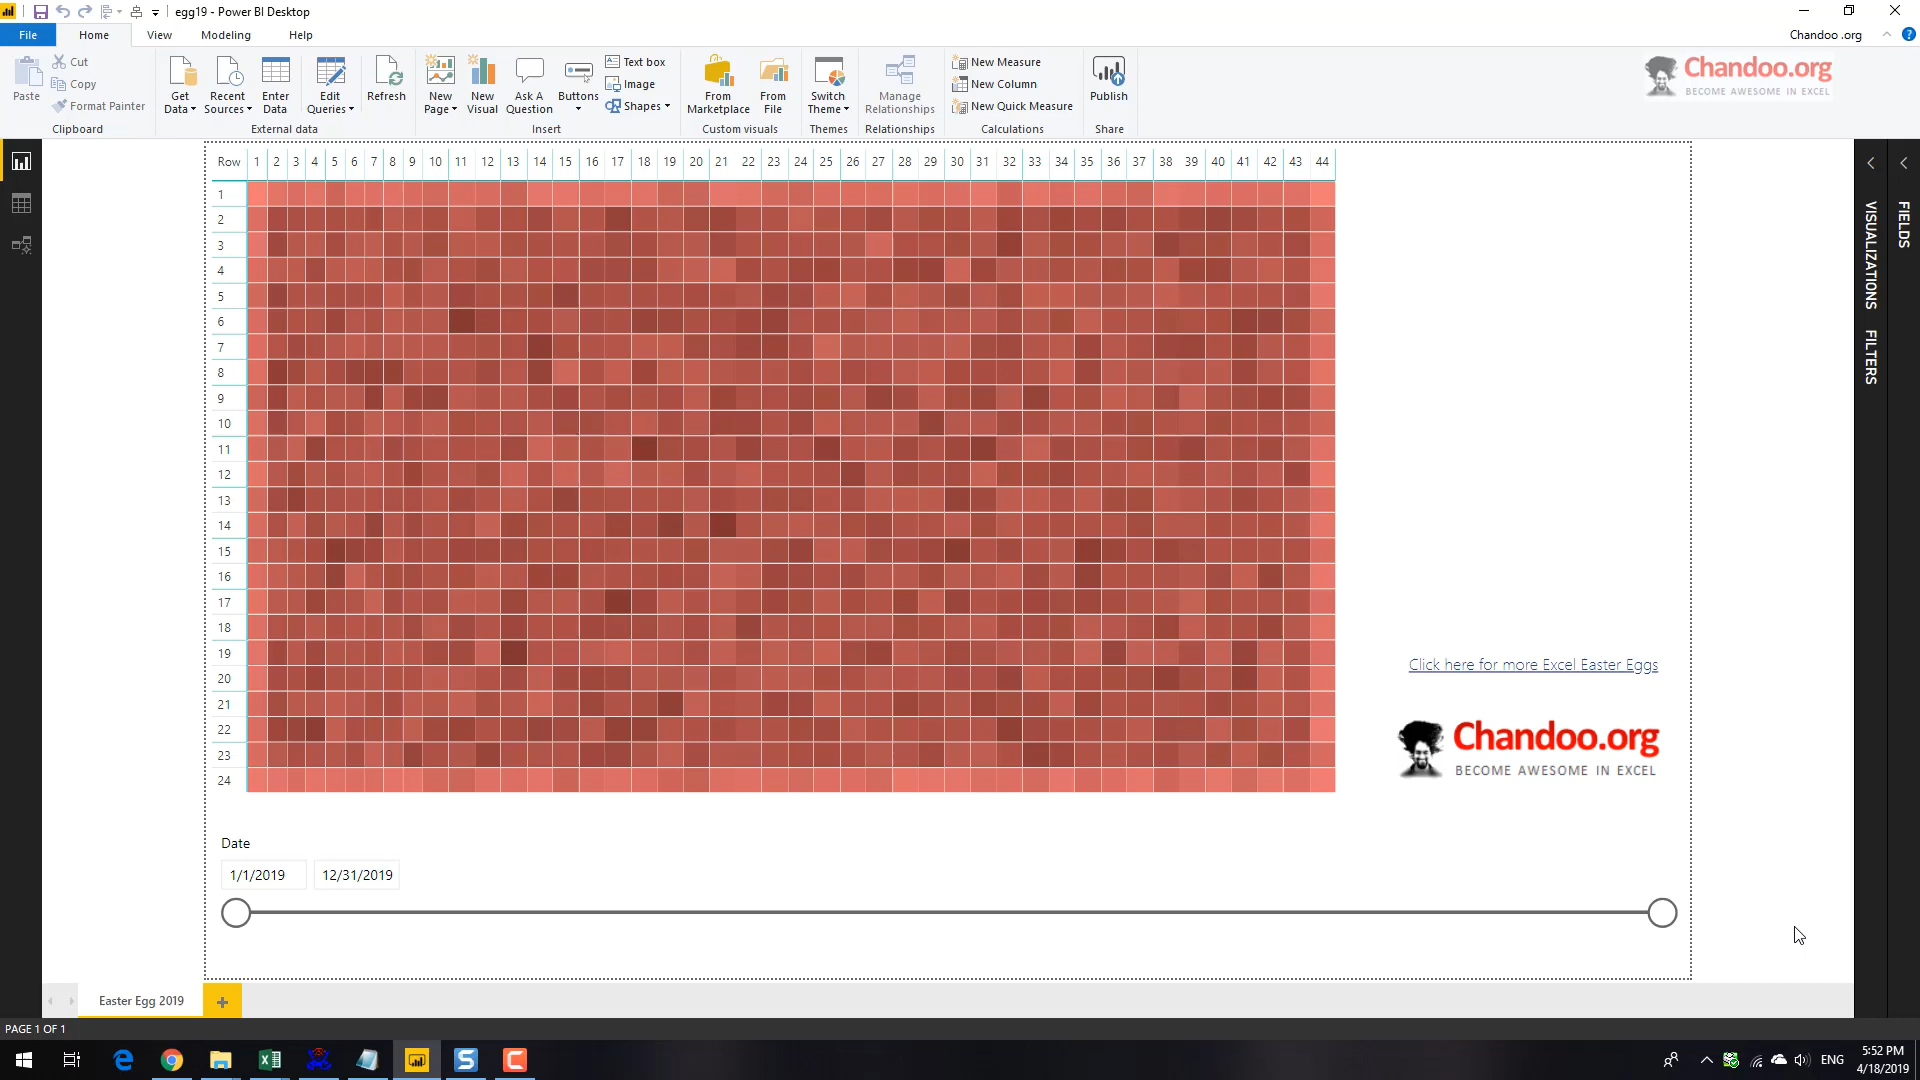 egg19 - Power BI Desktop
File Home View Modeling Help Chandoo .org ?
Paste Cut Copy Format Painter
Get Data Recent Sources Enter Data Edit Queries Refresh New Page New Visual Ask A Question Buttons Text box Image Shapes From Marketplace From File Switch Theme Manage Relationships New Measure New Column New Quick Measure Publish
Clipboard External data Insert Custom visuals Themes Relationships Calculations Share
Chandoo.org
BECOME AWESOME IN EXCEL
Row 1 2 3 4 5 6 7 8 9 10 11 12 13 14 15 16 17 18 19 20 21 22 23 24 25 26 27 28 29 30 31 32 33 34 35 36 37 38 39 40 41 42 43 44
1
2
3
4
5
6
7
8
9
10
11
12
13
14
15
16
17
18
19
20
21
22
23
24
VISUALIZATIONS
FILTERS
FIELDS
Click here for more Excel Easter Eggs
Chandoo.org
BECOME AWESOME IN EXCEL
Date
1/1/2019 12/31/2019
Easter Egg 2019 +
PAGE 1 OF 1
ENG 5:52 PM
4/18/2019